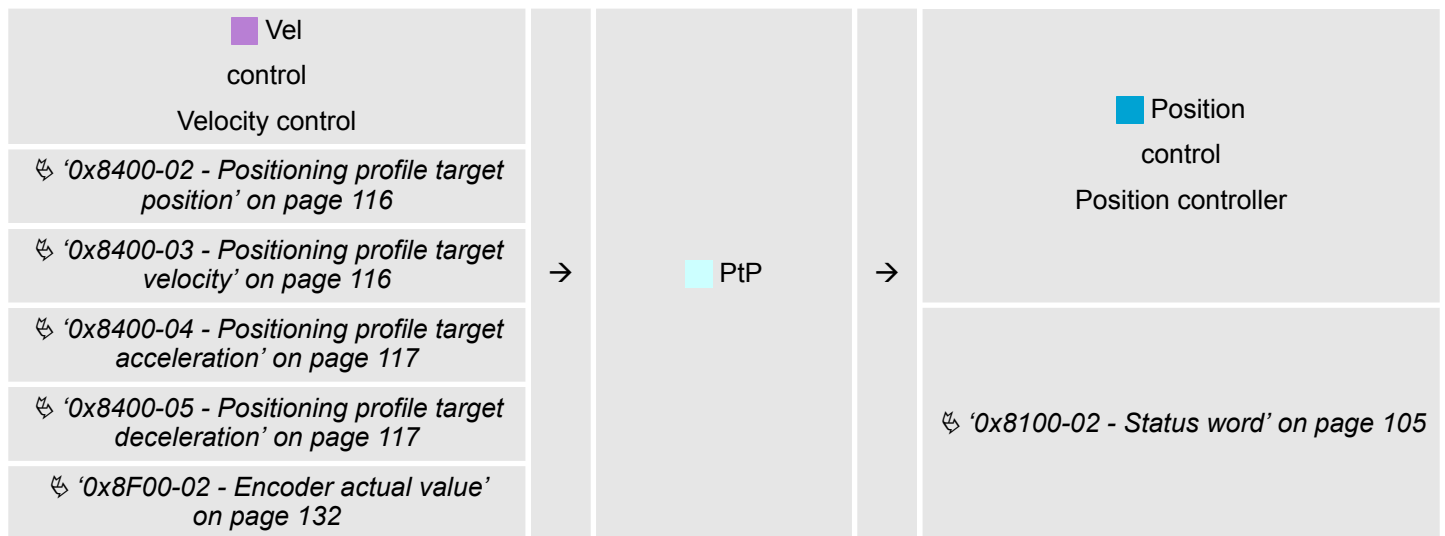 Vel
control
Velocity control
↳ ‘0x8400-02 - Positioning profile target
position’ on page 116
↳ ‘0x8400-03 - Positioning profile target
velocity’ on page 116
↳ ‘0x8400-04 - Positioning profile target
acceleration’ on page 117
↳ ‘0x8400-05 - Positioning profile target
deceleration’ on page 117
↳ ‘0x8F00-02 - Encoder actual value’
on page 132
→
PtP
→
Position
control
Position controller
↳ ‘0x8100-02 - Status word’ on page 105